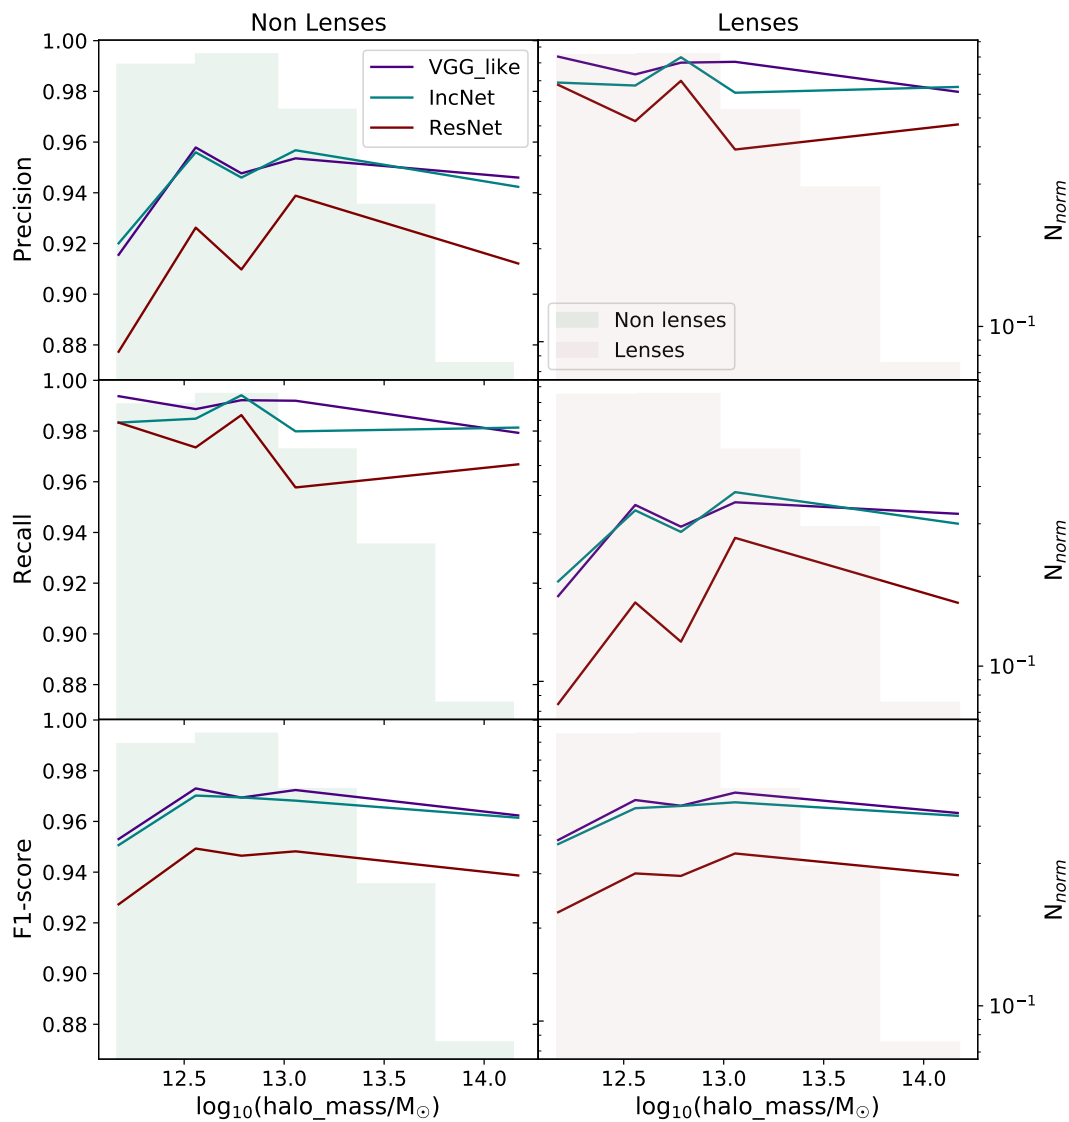 Non Lenses
Lenses
1.00
0.98
0.96
0.94
0.92
0.90
0.88
Precision
VGG_like
IncNet
ResNet
Non lenses
Lenses
N_norm
10⁻¹
1.00
0.98
0.96
0.94
0.92
0.90
0.88
Recall
N_norm
10⁻¹
1.00
0.98
0.96
0.94
0.92
0.90
0.88
F1-score
N_norm
10⁻¹
12.5 13.0 13.5 14.0
12.5 13.0 13.5 14.0
log₁₀(halo_mass/M☉)
log₁₀(halo_mass/M☉)